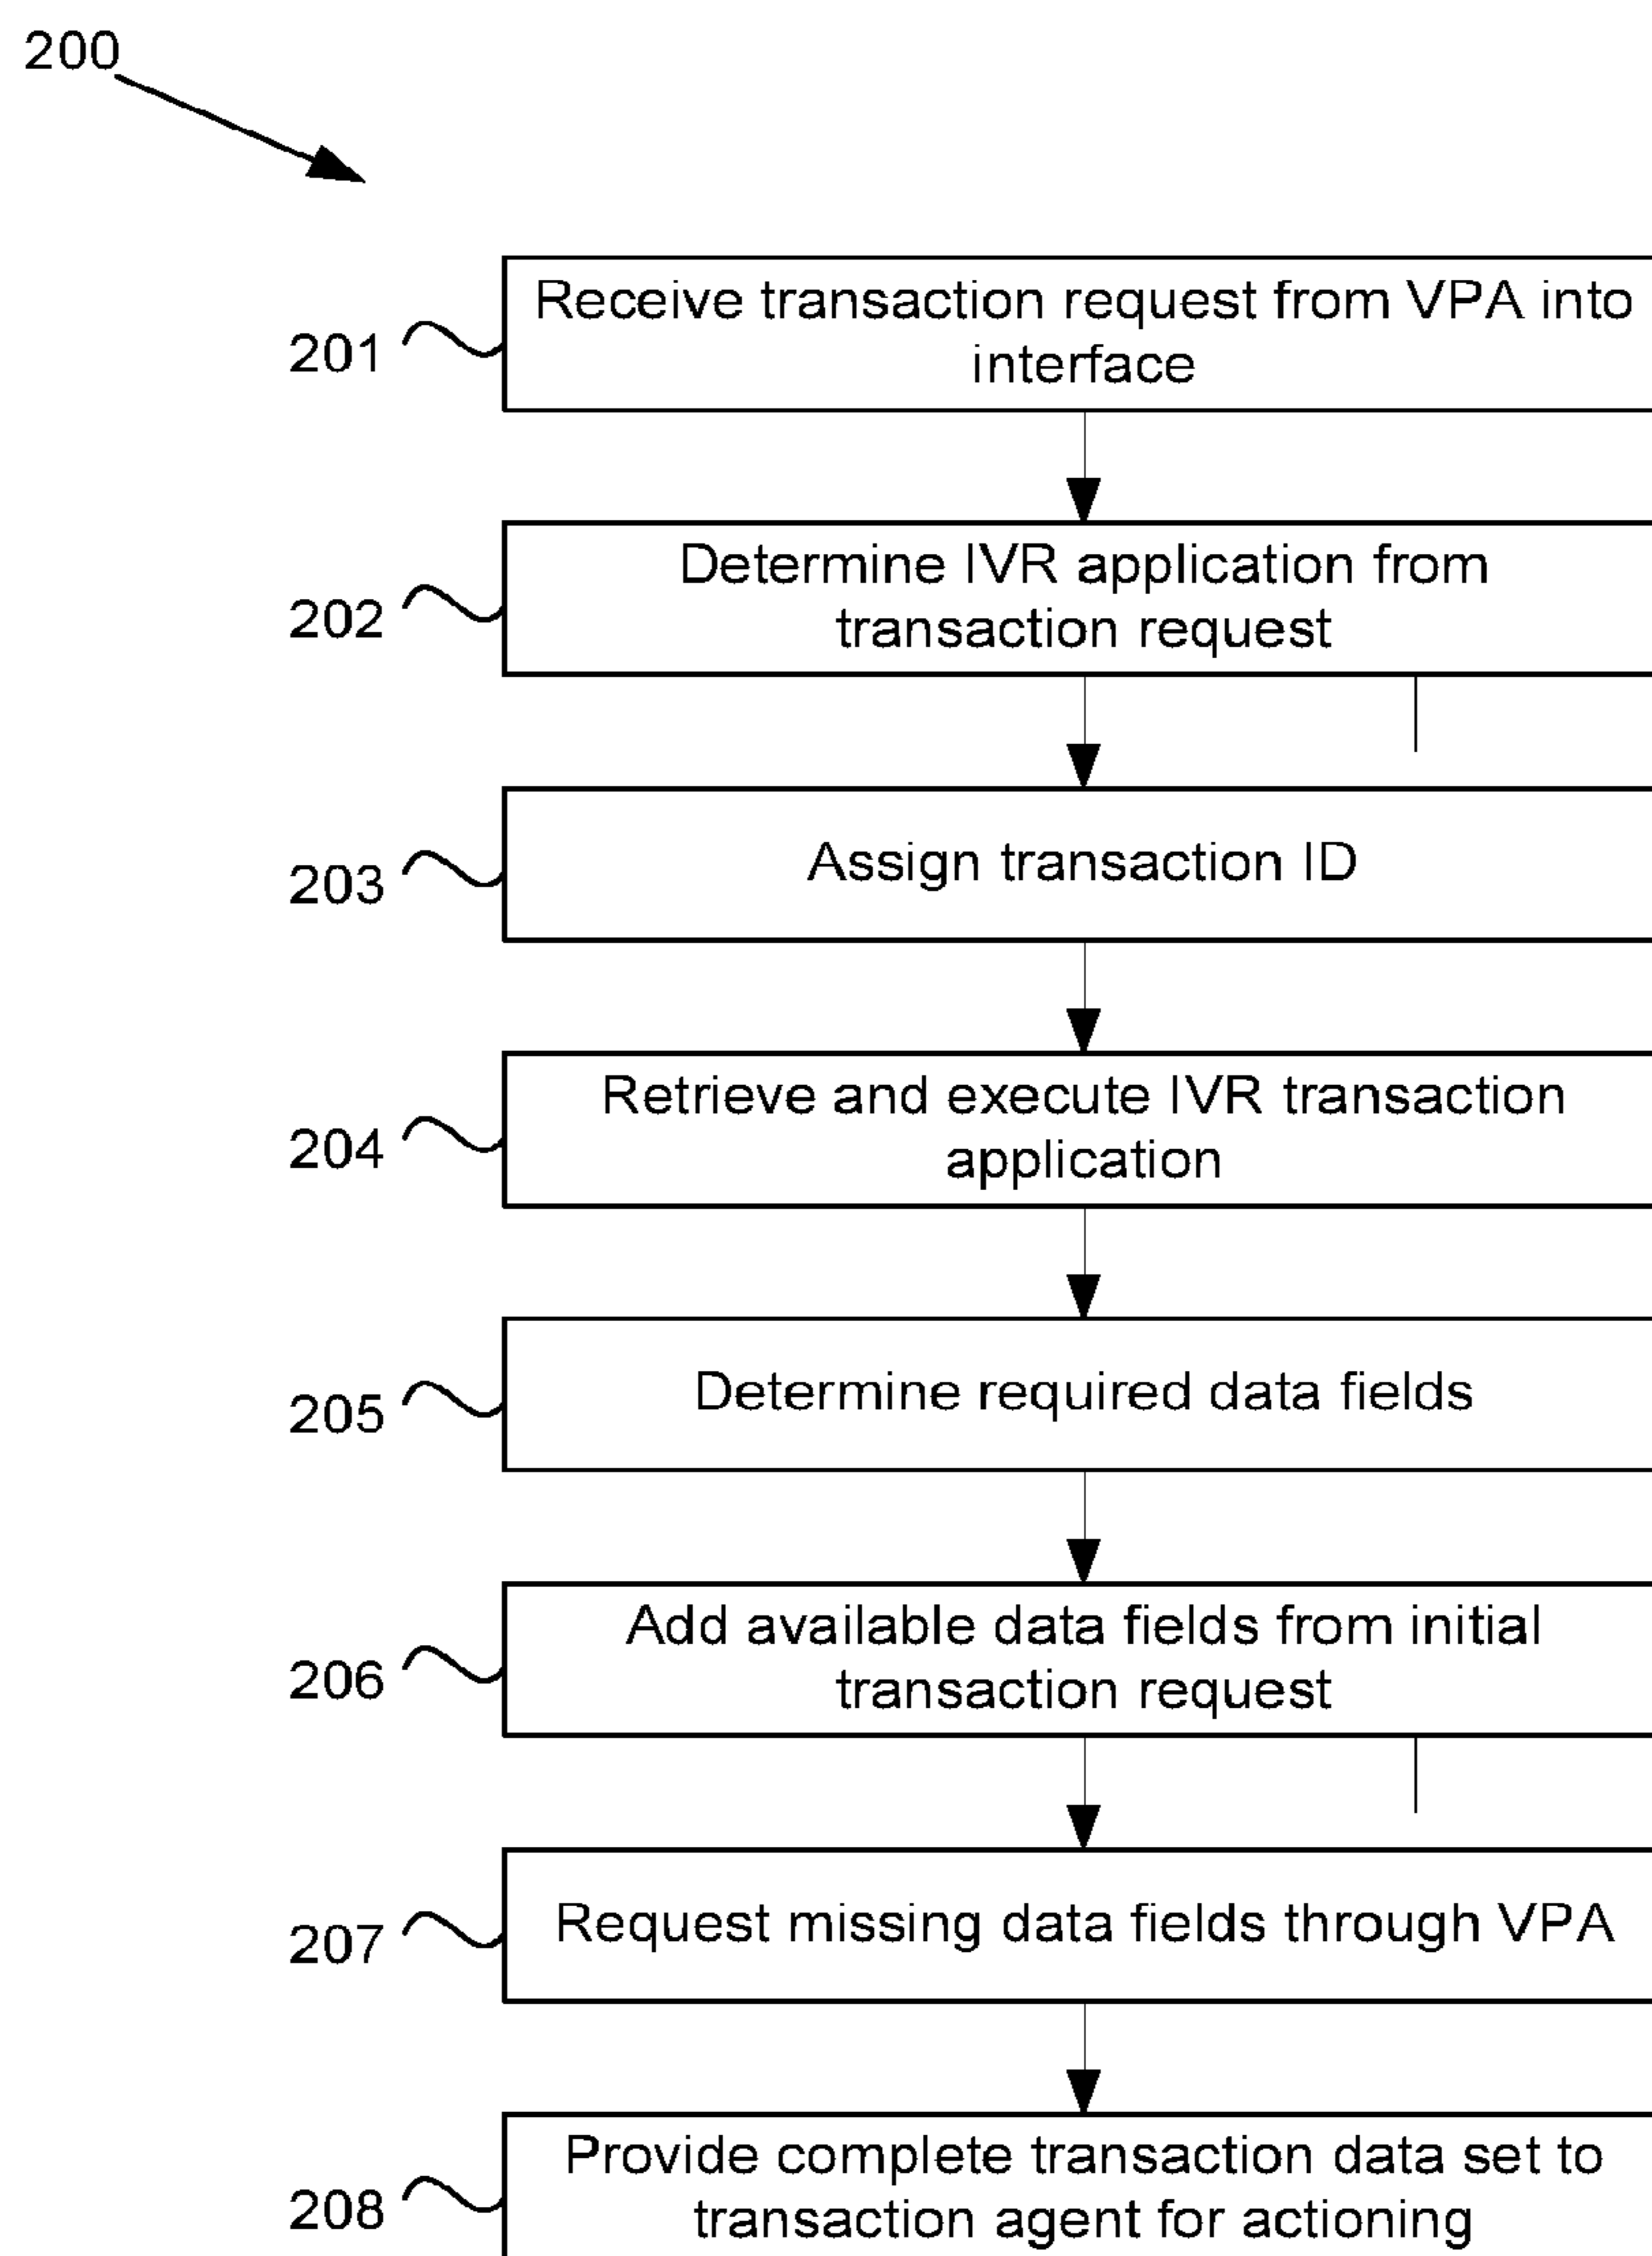 200
201
Receive transaction request from VPA into
interface
202
Determine IVR application from
transaction request
203
Assign transaction ID
204
Retrieve and execute IVR transaction
application
205
Determine required data fields
206
Add available data fields from initial
transaction request
207
Request missing data fields through VPA
208
Provide complete transaction data set to
transaction agent for actioning